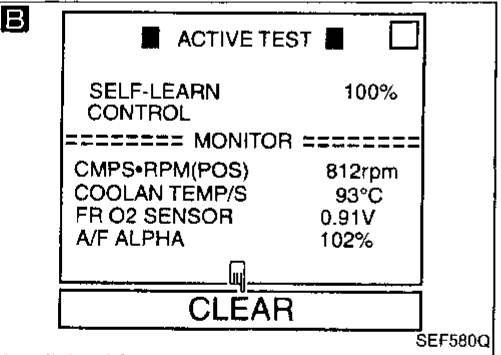 B
ACTIVE TEST
SELF-LEARN 100%
CONTROL
======== MONITOR ========
CMPS•RPM(POS) 812rpm
COOLAN TEMP/S 93°C
FR O2 SENSOR 0.91V
A/F ALPHA 102%
CLEAR
SEF580Q